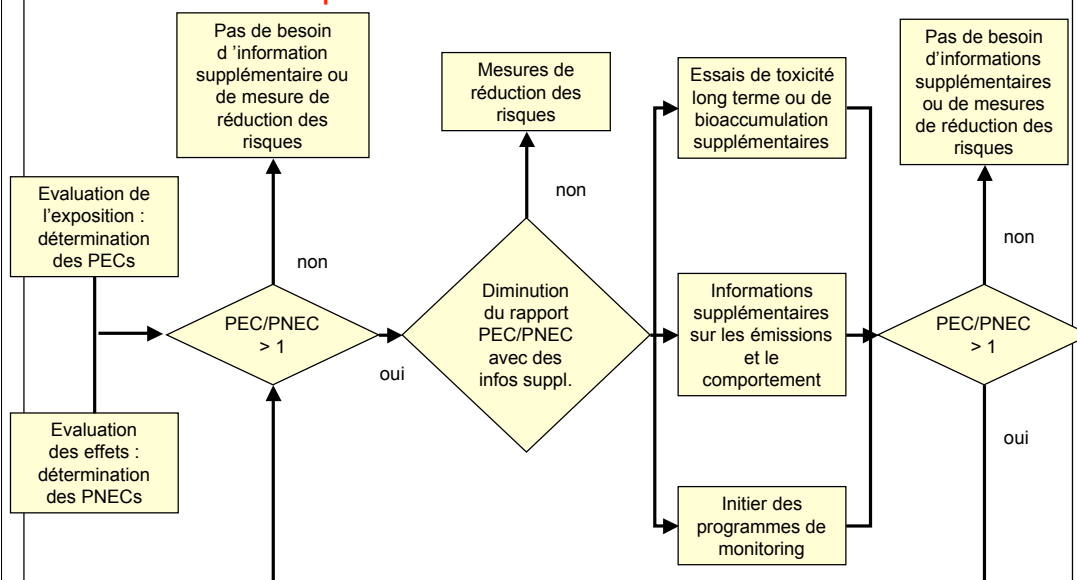 Pas de besoin
d 'information
supplémentaire ou
de mesure de
réduction des
risques
Mesures de
réduction des
risques
Essais de toxicité
long terme ou de
bioaccumulation
supplémentaires
Pas de besoin
d'informations
supplémentaires
ou de mesures
de réduction des
risques
Evaluation de
l'exposition :
détermination
des PECs
non
non
non
PEC/PNEC
> 1
oui
Diminution
du rapport
PEC/PNEC
avec des
infos suppl.
Informations
supplémentaires
sur les émissions
et le
comportement
PEC/PNEC
> 1
oui
Evaluation
des effets :
détermination
des PNECs
Initier des
programmes de
monitoring